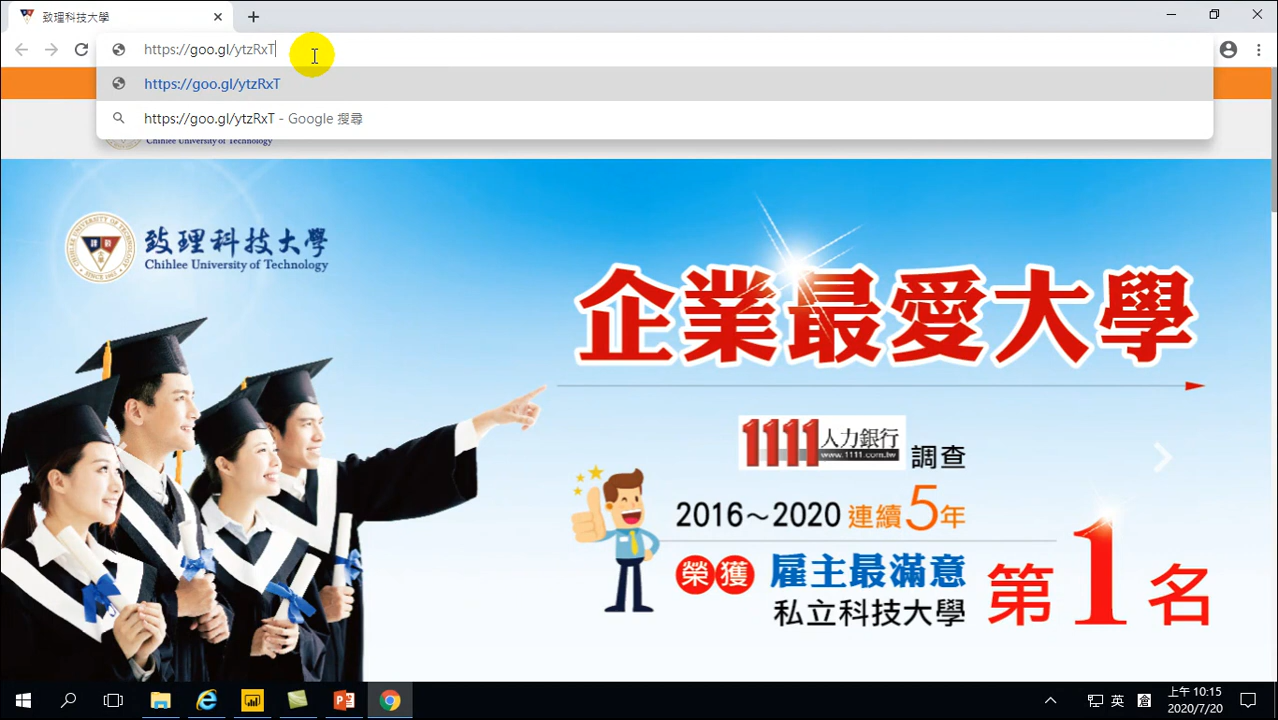 致理科技大學
https://goo.gl/ytzRxT
https://goo.gl/ytzRxT
https://goo.gl/ytzRxT - Google 搜尋
Chihlee University of Technology
致理科技大學
Chihlee University of Technology
企業最愛大學
1111人力銀行
www.1111.com.tw
調查
2016～2020連續5年
榮獲
雇主最滿意
私立科技大學
第1名
英
上午 10:15
2020/7/20